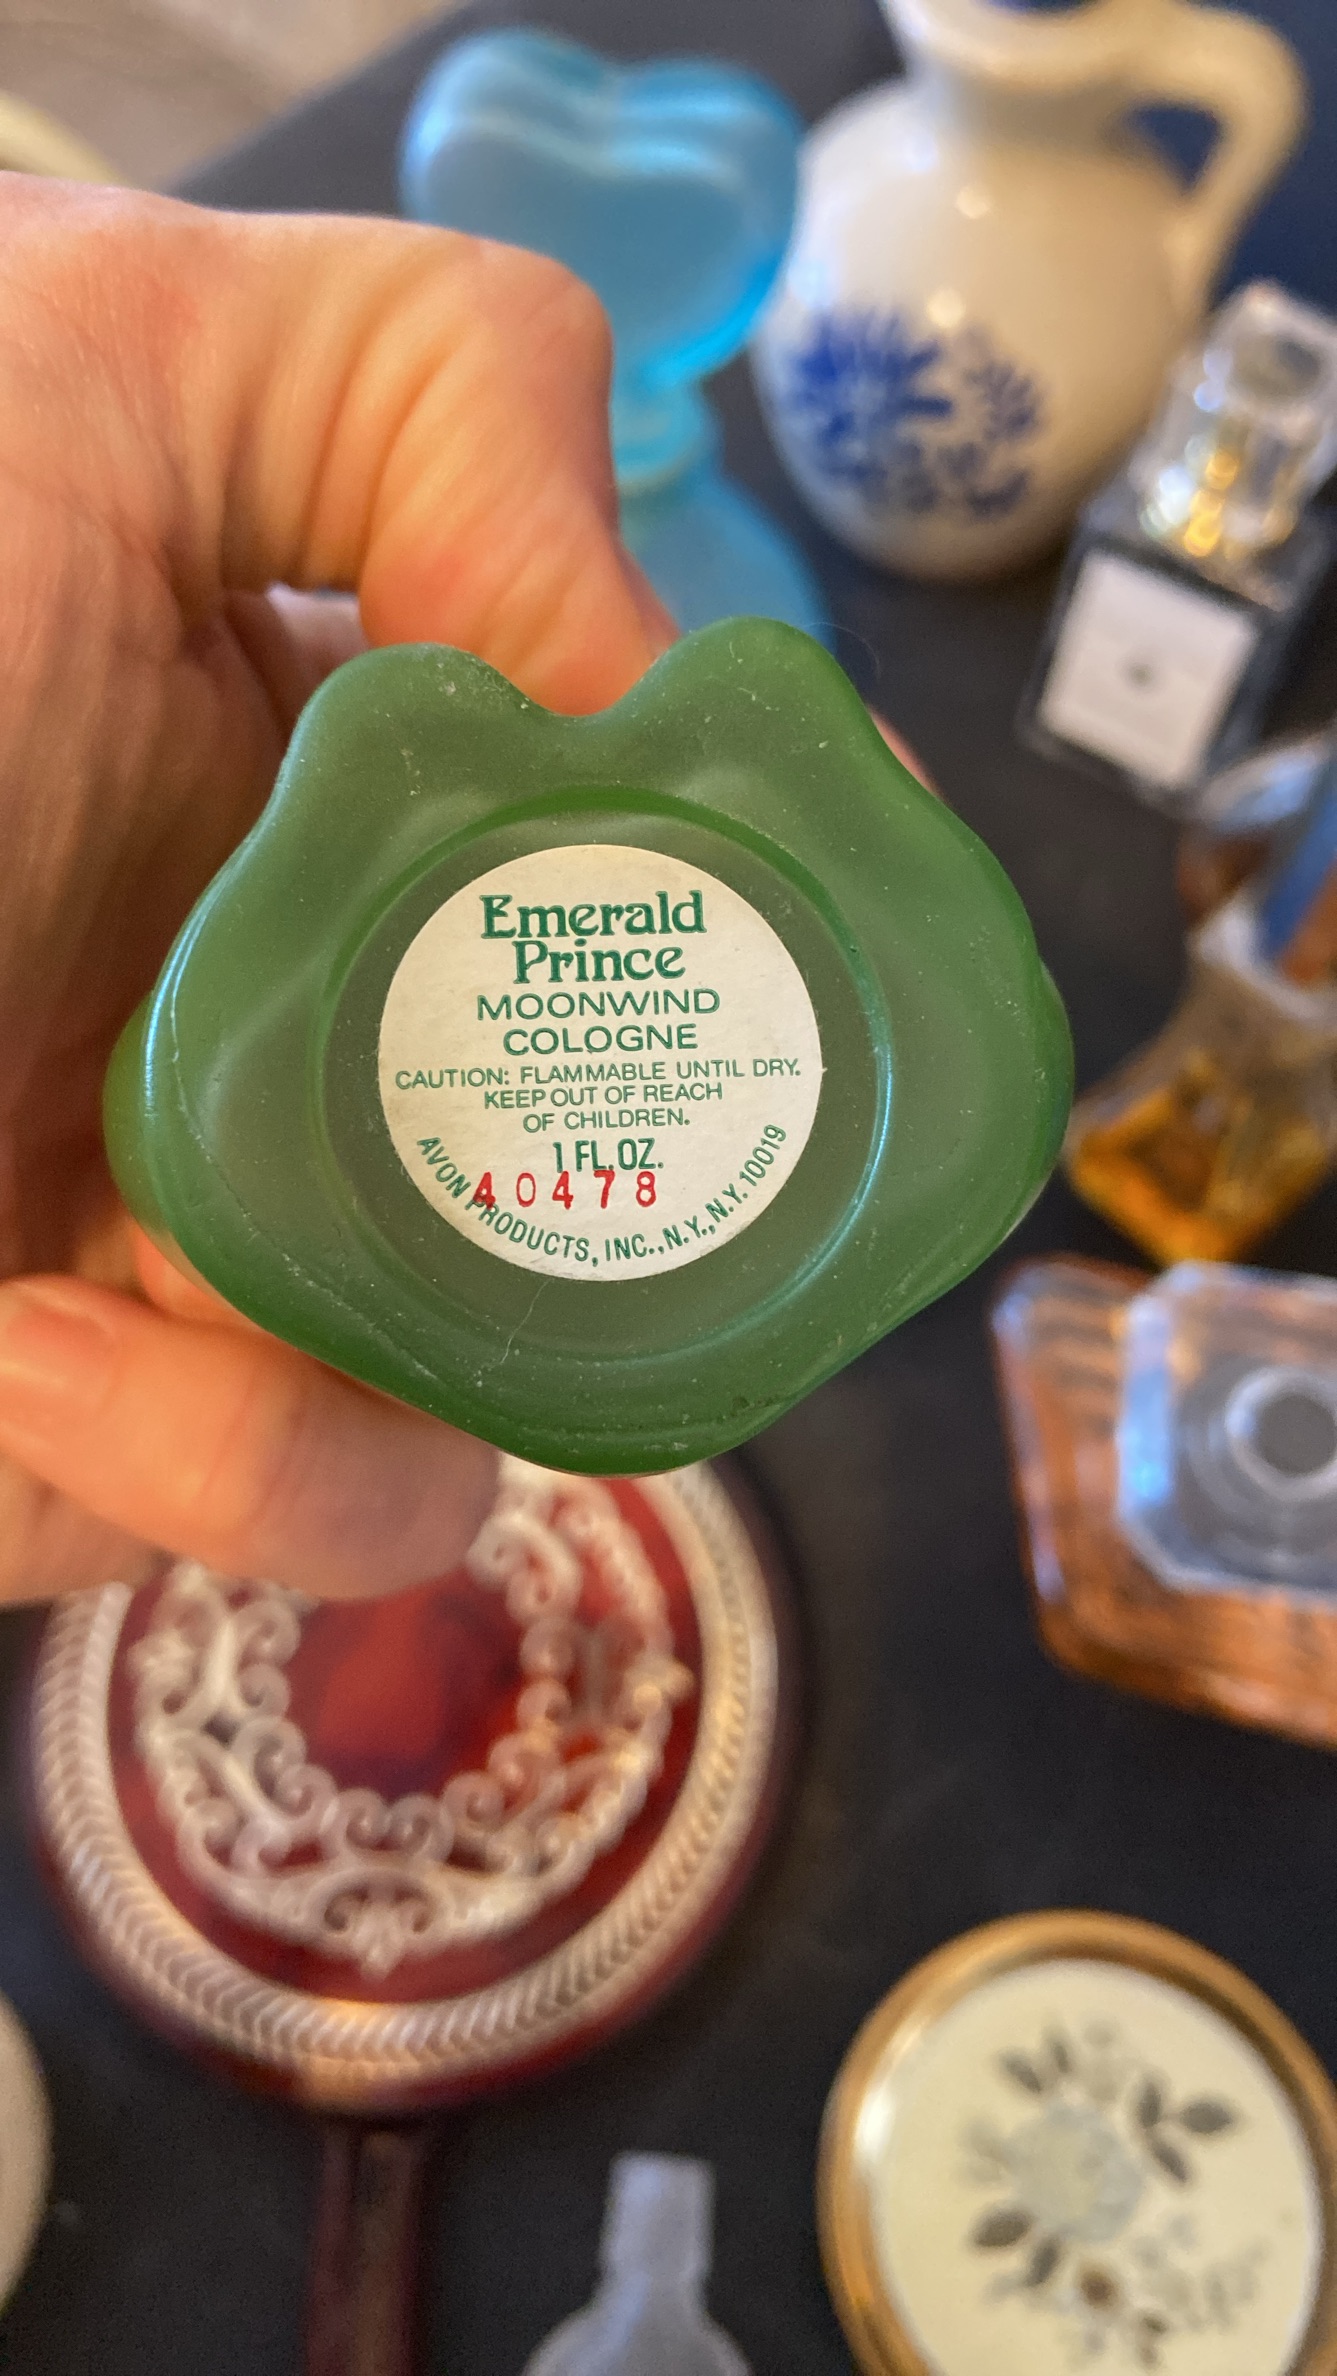 Emerald
Prince
MOONWIND
COLOGNE
CAUTION: FLAMMABLE UNTIL DRY.
KEEP OUT OF REACH
OF CHILDREN.
1 FL. OZ.
40478
AVON PRODUCTS, INC., N.Y., N.Y. 10019